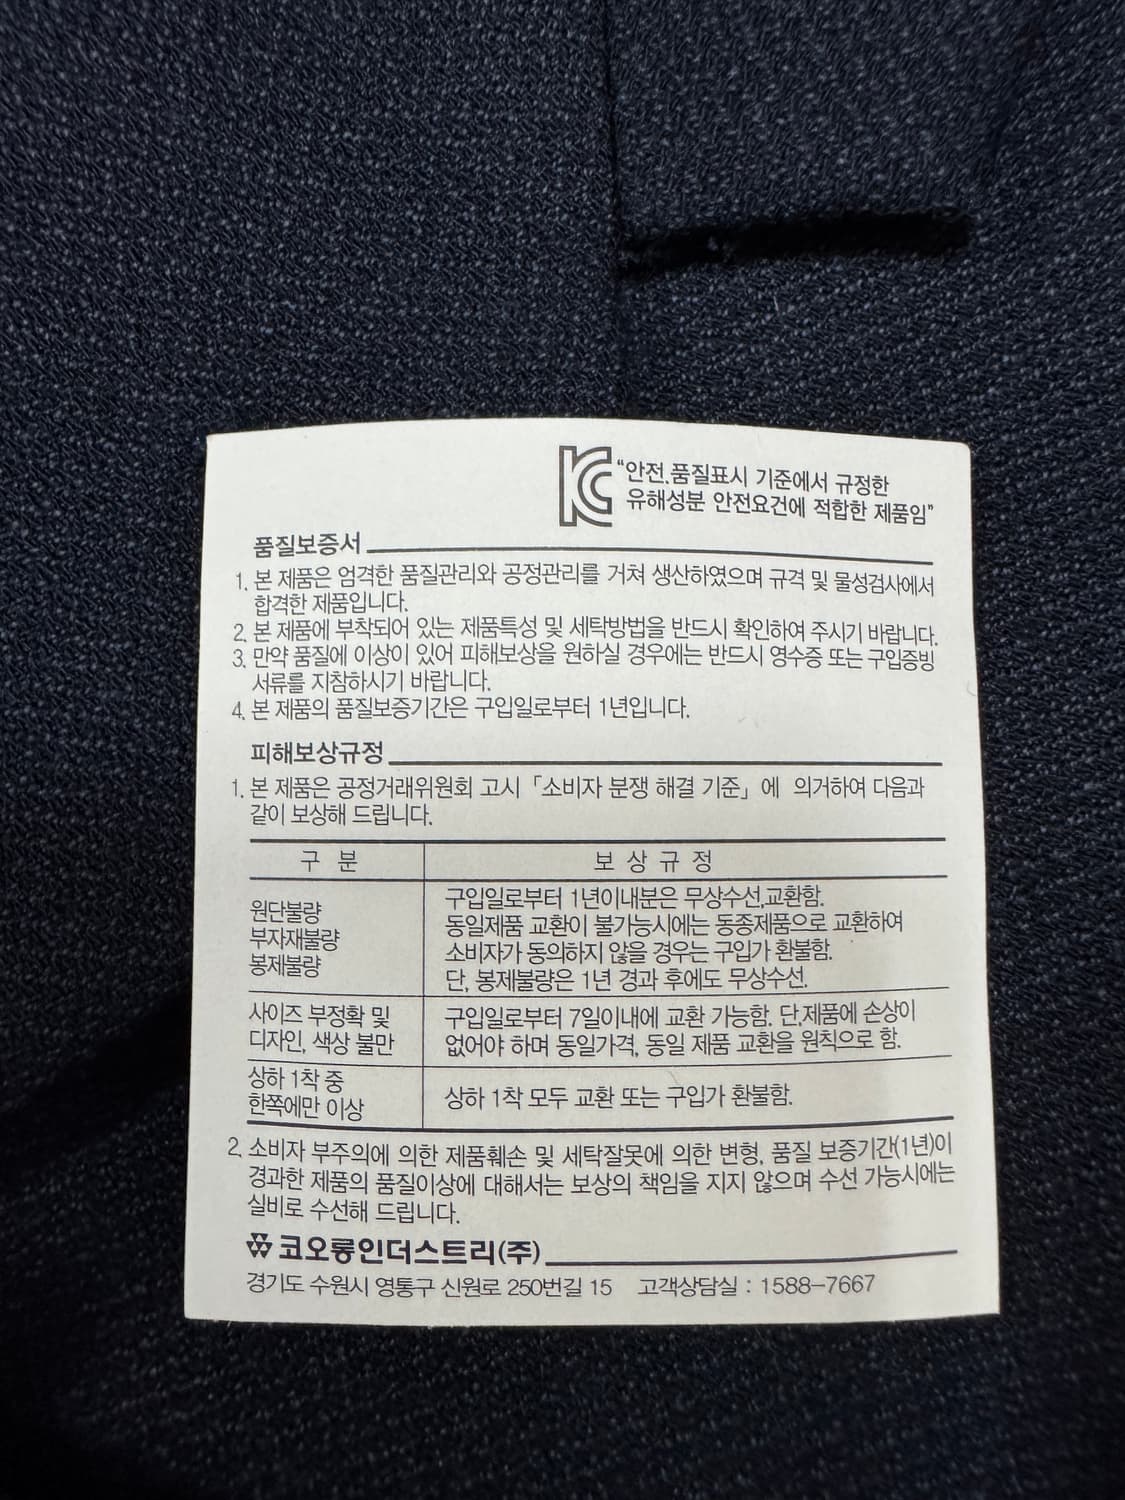 KC "안전.품질표시 기준에서 규정한
유해성분 안전요건에 적합한 제품임"
품질보증서
1. 본 제품은 엄격한 품질관리와 공정관리를 거쳐 생산하였으며 규격 및 물성검사에서
합격한 제품입니다.
2. 본 제품에 부착되어 있는 제품특성 및 세탁방법을 반드시 확인하여 주시기 바랍니다.
3. 만약 품질에 이상이 있어 피해보상을 원하실 경우에는 반드시 영수증 또는 구입증빙
서류를 지참하시기 바랍니다.
4. 본 제품의 품질보증기간은 구입일로부터 1년입니다.
피해보상규정
1. 본 제품은 공정거래위원회 고시 「소비자 분쟁 해결 기준」에 의거하여 다음과
같이 보상해 드립니다.
구 분 보 상 규 정
원단불량
부자재불량
봉제불량
구입일로부터 1년이내분은 무상수선,교환함.
동일제품 교환이 불가능시에는 동종제품으로 교환하여
소비자가 동의하지 않을 경우는 구입가 환불함.
단, 봉제불량은 1년 경과 후에도 무상수선.
사이즈 부정확 및
디자인, 색상 불만
구입일로부터 7일이내에 교환 가능함. 단,제품에 손상이
없어야 하며 동일가격, 동일 제품 교환을 원칙으로 함.
상하 1착 중
한쪽에만 이상
상하 1착 모두 교환 또는 구입가 환불함.
2. 소비자 부주의에 의한 제품훼손 및 세탁잘못에 의한 변형, 품질 보증기간(1년)이
경과한 제품의 품질이상에 대해서는 보상의 책임을 지지 않으며 수선 가능시에는
실비로 수선해 드립니다.
코오롱인더스트리(주)
경기도 수원시 영통구 신원로 250번길 15 고객상담실 : 1588-7667